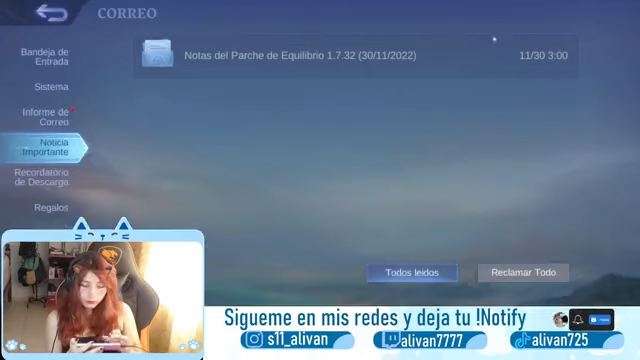 CORREO
Notas del Parche de Equilibrio 1.7.32 (30/11/2022)
11/30 3:00
Bandeja de
Entrada
Sistema
Informe de
Correo
Noticia
Importante
Recordatorio
de Descarga
Regalos
Todos leidos
Reclamar Todo
Sigueme en mis redes y deja tu !Notify
s11_alivan
alivan7777
alivan725